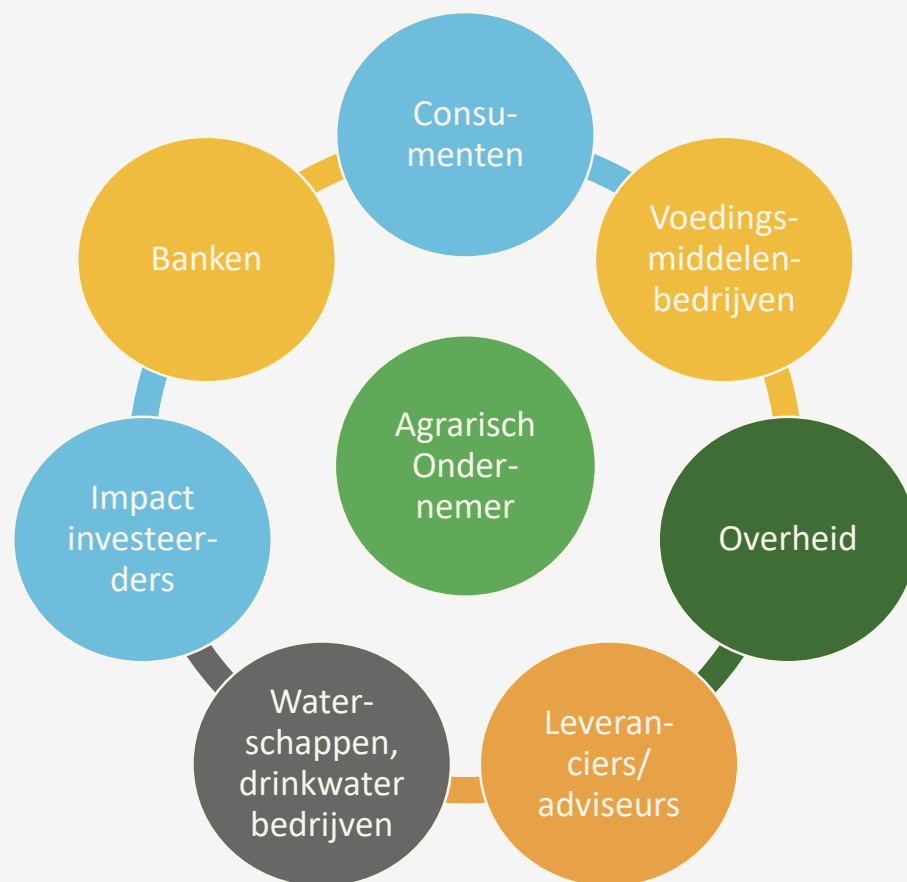 Consu-
menten
Voedings-
middelen-
bedrijven
Banken
Agrarisch
Onder-
nemer
Impact
investeer-
ders
Overheid
Water-
schappen,
drinkwater
bedrijven
Leveran-
ciers/
adviseurs